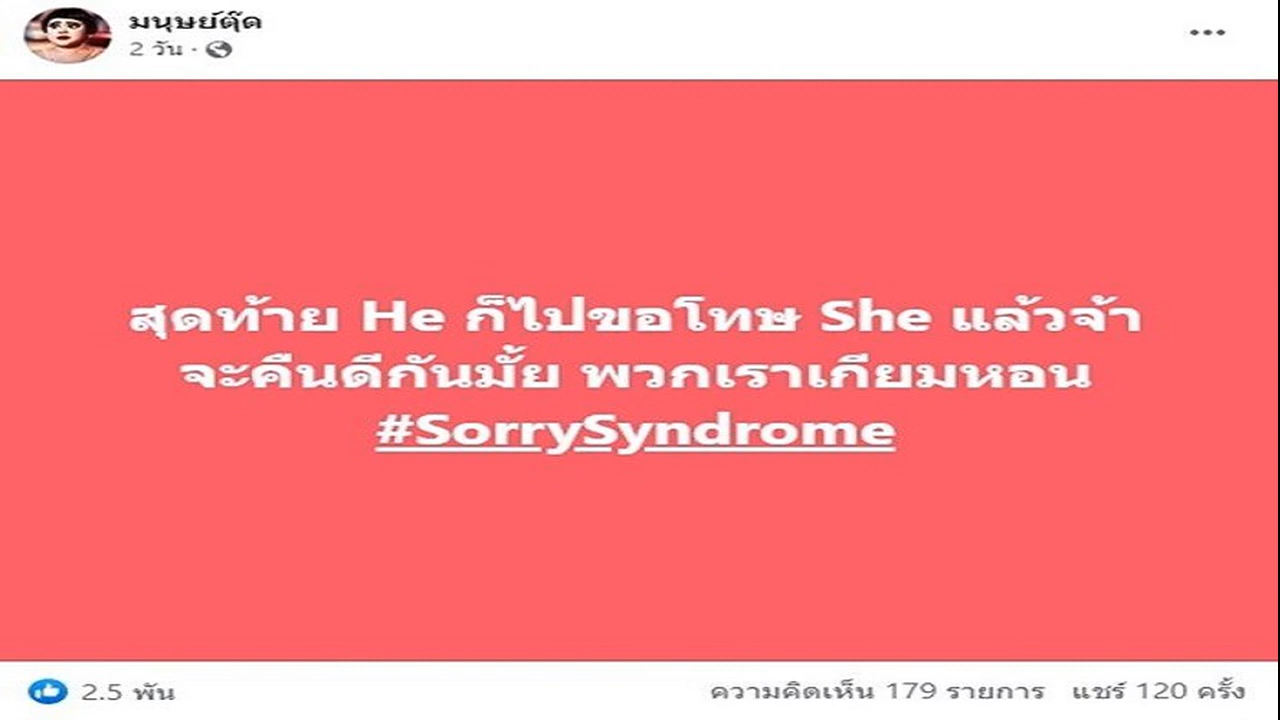 มนุษย์ตุ๊ด
2 วัน ·
สุดท้าย He ก็ไปขอโทษ She แล้วจ้า
จะคืนดีกันมั้ย พวกเราเกียมหอน
#SorrySyndrome
2.5 พัน
ความคิดเห็น 179 รายการ แชร์ 120 ครั้ง